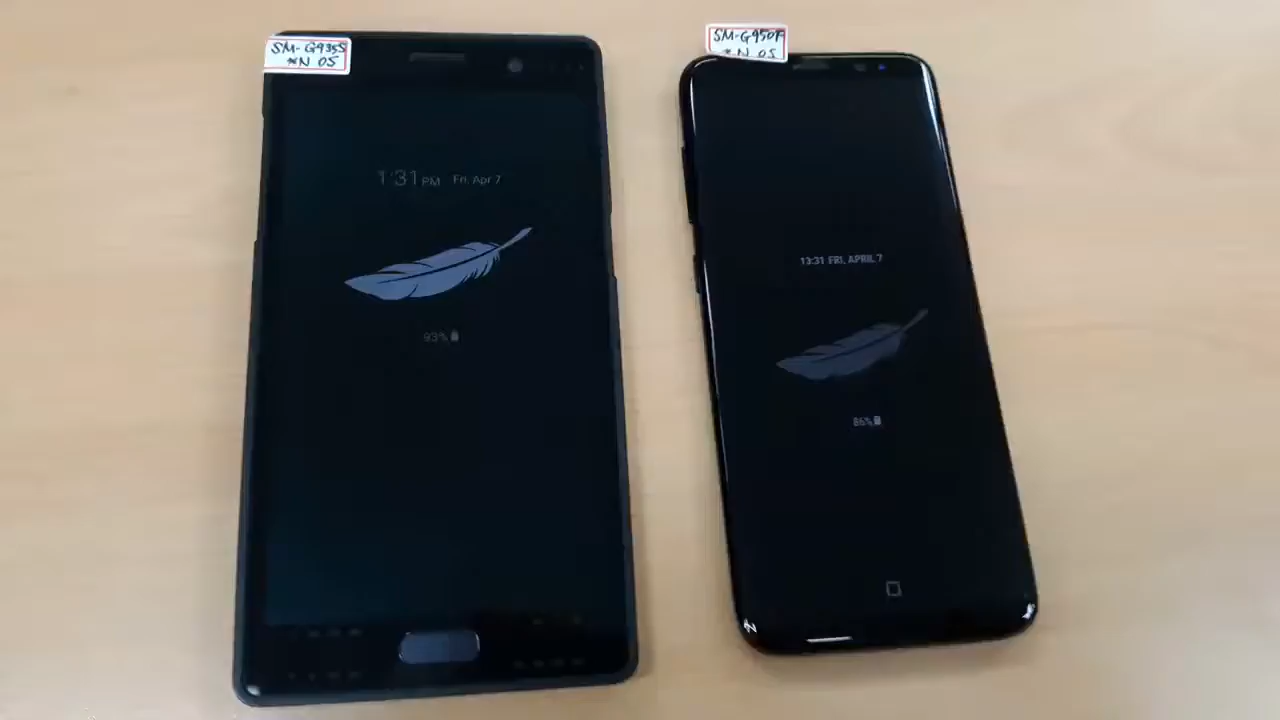 SM-G935S
*N 05
1:31 PM Fri, Apr 7
93%
SM-G950F
*N 05
13:31 FRI, APRIL 7
86%